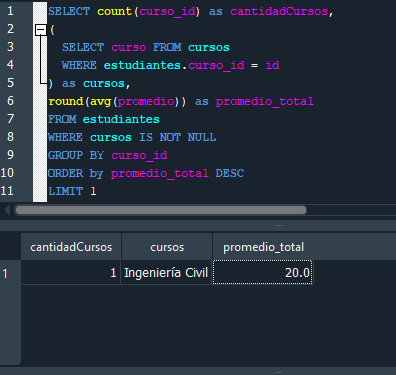 1 SELECT count(curso_id) as cantidadCursos,
2 (
3 SELECT curso FROM cursos
4 WHERE estudiantes.curso_id = id
5 ) as cursos,
6 round(avg(promedio)) as promedio_total
7 FROM estudiantes
8 WHERE cursos IS NOT NULL
9 GROUP BY curso_id
10 ORDER by promedio_total DESC
11 LIMIT 1
cantidadCursos cursos promedio_total
1 1 Ingeniería Civil 20.0